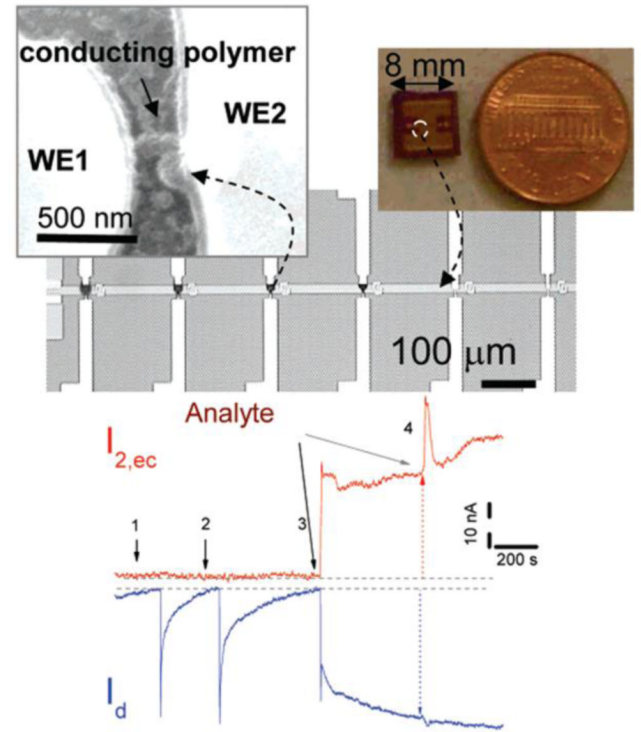 conducting polymer
WE1
WE2
500 nm
8 mm
100 μm
Analyte
I2,ec
1
2
3
4
10 nA
200 s
Id